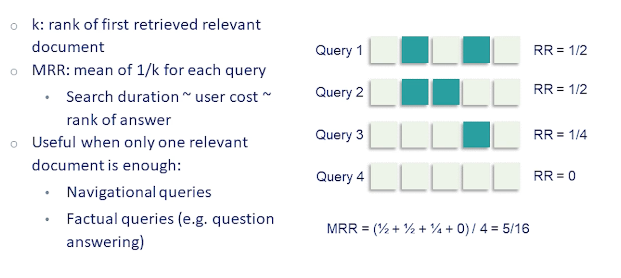 k: rank of first retrieved relevant
document
MRR: mean of 1/k for each query
Search duration ~ user cost ~
rank of answer
Useful when only one relevant
document is enough:
Navigational queries
Factual queries (e.g. question
answering)
Query 1 RR = 1/2
Query 2 RR = 1/2
Query 3 RR = 1/4
Query 4 RR = 0
MRR = (½ + ½ + ¼ + 0) / 4 = 5/16